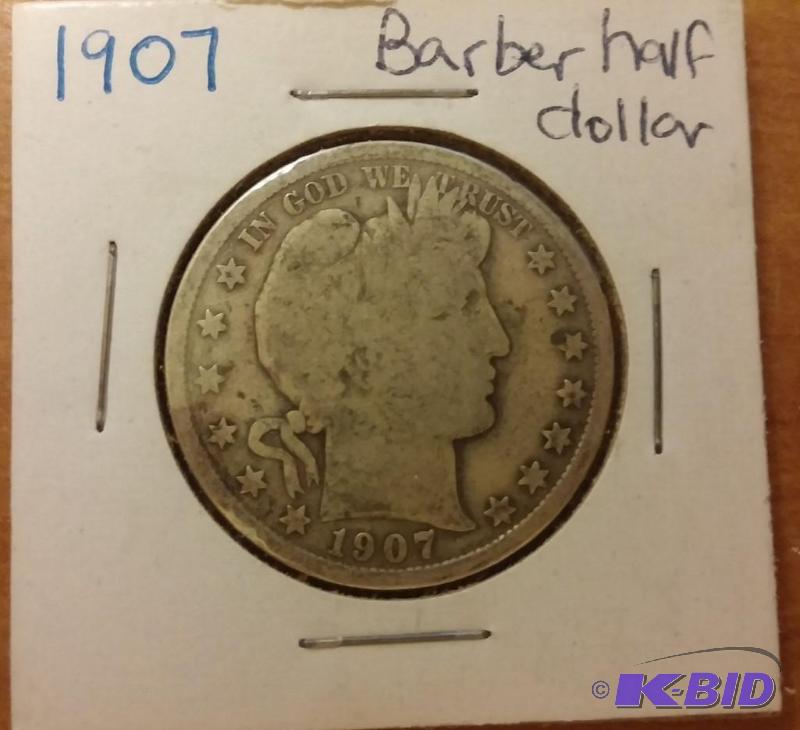 1907 Barber half
dollar
IN GOD WE TRUST
1907
© K-BID